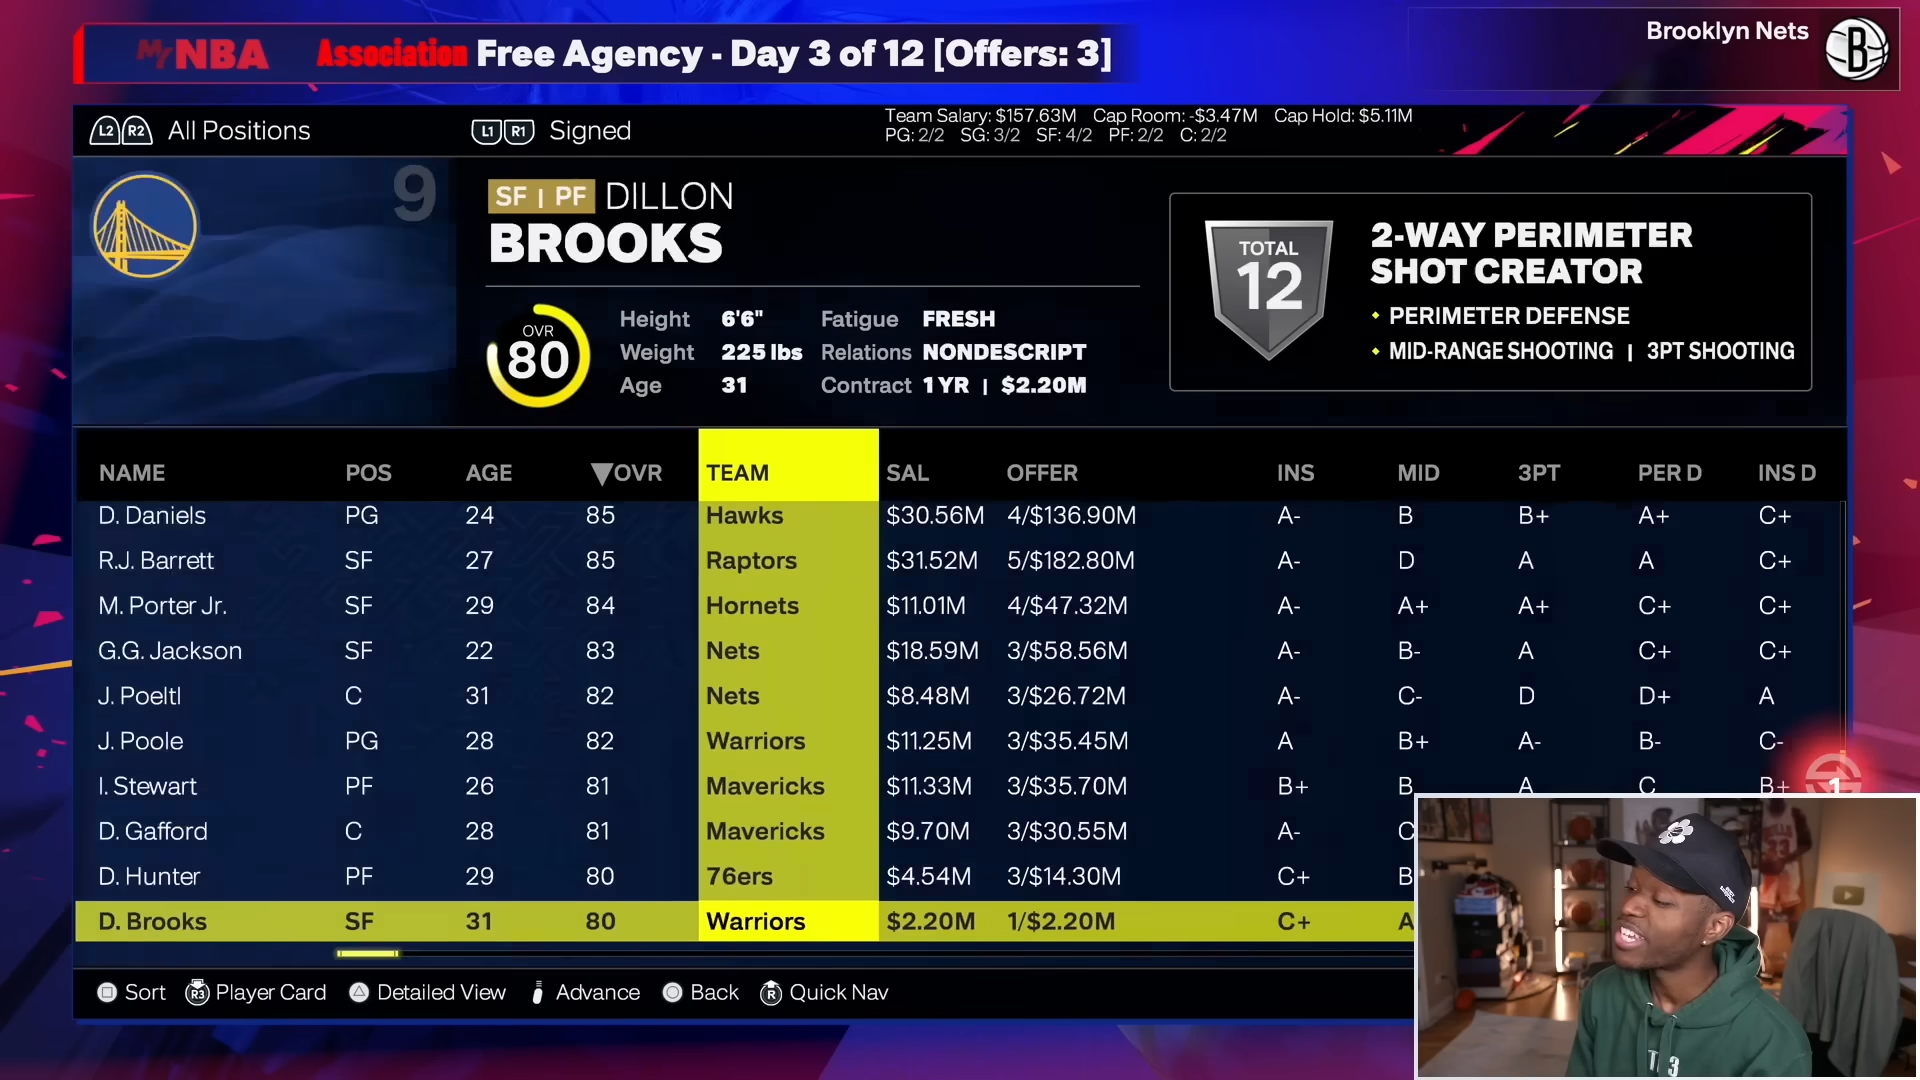 MyNBA Association Free Agency - Day 3 of 12 [Offers: 3]
Brooklyn Nets
B
L2 R2 All Positions
L1 R1 Signed
Team Salary: $157.63M Cap Room: -$3.47M Cap Hold: $5.11M
PG: 2/2 SG: 3/2 SF: 4/2 PF: 2/2 C: 2/2
9
SF | PF DILLON
BROOKS
OVR
80
Height 6'6" Fatigue FRESH
Weight 225 lbs Relations NONDESCRIPT
Age 31 Contract 1 YR | $2.20M
TOTAL
12
2-WAY PERIMETER
SHOT CREATOR
PERIMETER DEFENSE
MID-RANGE SHOOTING | 3PT SHOOTING
NAME POS AGE OVR TEAM SAL OFFER INS MID 3PT PER D INS D
D. Daniels PG 24 85 Hawks $30.56M 4/$136.90M A- B B+ A+ C+
R.J. Barrett SF 27 85 Raptors $31.52M 5/$182.80M A- D A A C+
M. Porter Jr. SF 29 84 Hornets $11.01M 4/$47.32M A- A+ A+ C+ C+
G.G. Jackson SF 22 83 Nets $18.59M 3/$58.56M A- B- A C+ C+
J. Poeltl C 31 82 Nets $8.48M 3/$26.72M A- C- D D+ A
J. Poole PG 28 82 Warriors $11.25M 3/$35.45M A B+ A- B- C-
I. Stewart PF 26 81 Mavericks $11.33M 3/$35.70M B+ B A C B+
D. Gafford C 28 81 Mavericks $9.70M 3/$30.55M A- C
D. Hunter PF 29 80 76ers $4.54M 3/$14.30M C+ B
D. Brooks SF 31 80 Warriors $2.20M 1/$2.20M C+ A
Sort R3 Player Card Detailed View Advance Back R Quick Nav